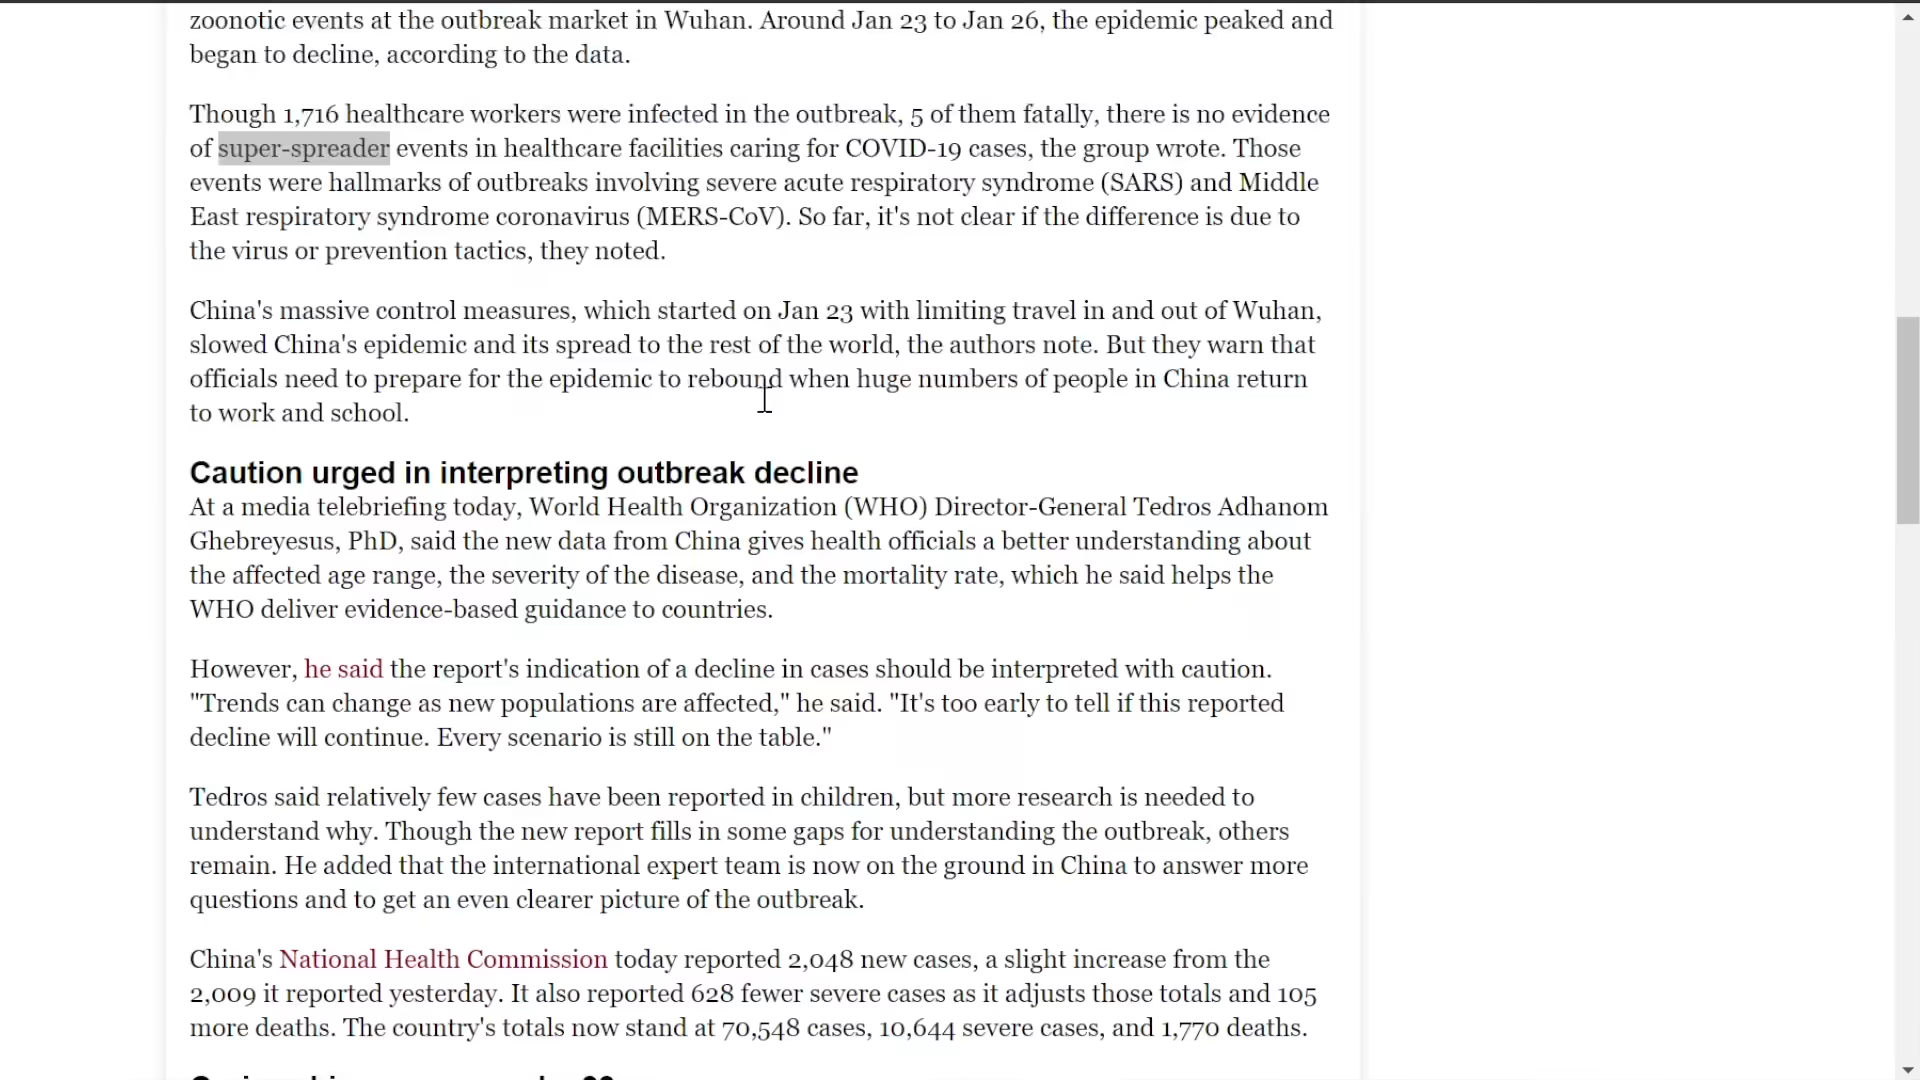 zoonotic events at the outbreak market in Wuhan. Around Jan 23 to Jan 26, the epidemic peaked and
began to decline, according to the data.
Though 1,716 healthcare workers were infected in the outbreak, 5 of them fatally, there is no evidence
of super-spreader events in healthcare facilities caring for COVID-19 cases, the group wrote. Those
events were hallmarks of outbreaks involving severe acute respiratory syndrome (SARS) and Middle
East respiratory syndrome coronavirus (MERS-CoV). So far, it's not clear if the difference is due to
the virus or prevention tactics, they noted.
China's massive control measures, which started on Jan 23 with limiting travel in and out of Wuhan,
slowed China's epidemic and its spread to the rest of the world, the authors note. But they warn that
officials need to prepare for the epidemic to rebound when huge numbers of people in China return
to work and school.
Caution urged in interpreting outbreak decline
At a media telebriefing today, World Health Organization (WHO) Director-General Tedros Adhanom
Ghebreyesus, PhD, said the new data from China gives health officials a better understanding about
the affected age range, the severity of the disease, and the mortality rate, which he said helps the
WHO deliver evidence-based guidance to countries.
However, he said the report's indication of a decline in cases should be interpreted with caution.
"Trends can change as new populations are affected," he said. "It's too early to tell if this reported
decline will continue. Every scenario is still on the table."
Tedros said relatively few cases have been reported in children, but more research is needed to
understand why. Though the new report fills in some gaps for understanding the outbreak, others
remain. He added that the international expert team is now on the ground in China to answer more
questions and to get an even clearer picture of the outbreak.
China's National Health Commission today reported 2,048 new cases, a slight increase from the
2,009 it reported yesterday. It also reported 628 fewer severe cases as it adjusts those totals and 105
more deaths. The country's totals now stand at 70,548 cases, 10,644 severe cases, and 1,770 deaths.